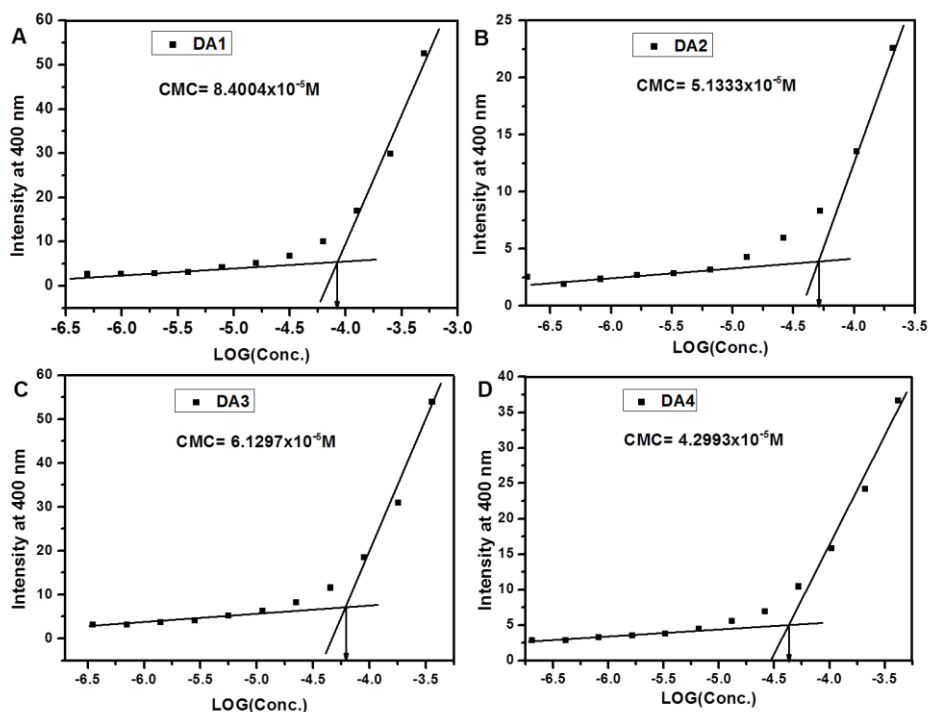 A
DA1
CMC= 8.4004x10⁻⁵M
Intensity at 400 nm
60
50
40
30
20
10
0
-6.5 -6.0 -5.5 -5.0 -4.5 -4.0 -3.5 -3.0
LOG(Conc.)
B
DA2
CMC= 5.1333x10⁻⁵M
Intensity at 400 nm
25
20
15
10
5
0
-6.5 -6.0 -5.5 -5.0 -4.5 -4.0 -3.5
LOG(Conc.)
C
DA3
CMC= 6.1297x10⁻⁵M
Intensity at 400 nm
60
50
40
30
20
10
0
-6.5 -6.0 -5.5 -5.0 -4.5 -4.0 -3.5
LOG(Conc.)
D
DA4
CMC= 4.2993x10⁻⁵M
Intensity at 400 nm
40
35
30
25
20
15
10
5
0
-6.5 -6.0 -5.5 -5.0 -4.5 -4.0 -3.5
LOG(Conc.)